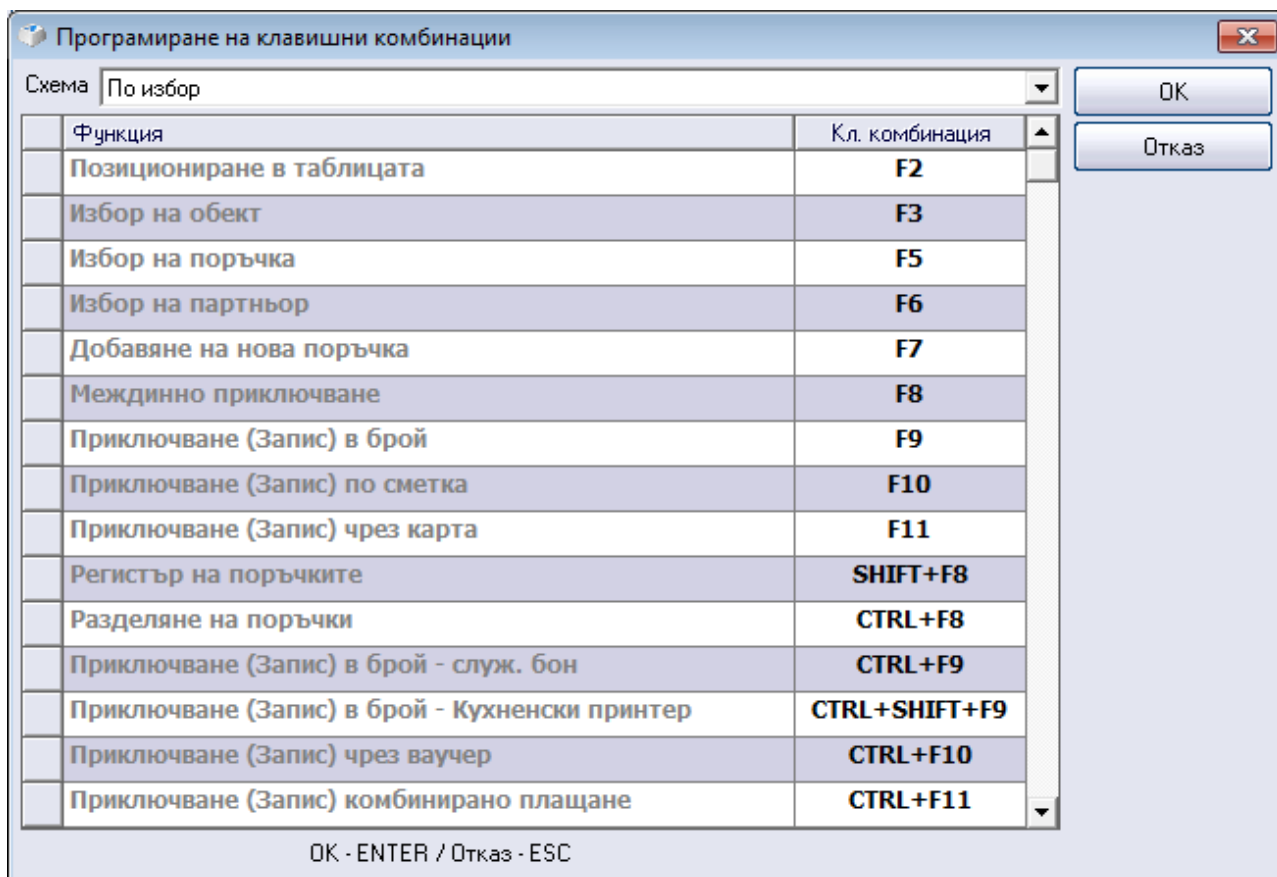 Програмиране на клавишни комбинации
Схема По избор
OK
Функция Кл. комбинация
Отказ
Позициониране в таблицата F2
Избор на обект F3
Избор на поръчка F5
Избор на партньор F6
Добавяне на нова поръчка F7
Междинно приключване F8
Приключване (Запис) в брой F9
Приключване (Запис) по сметка F10
Приключване (Запис) чрез карта F11
Регистър на поръчките SHIFT+F8
Разделяне на поръчки CTRL+F8
Приключване (Запис) в брой - служ. бон CTRL+F9
Приключване (Запис) в брой - Кухненски принтер CTRL+SHIFT+F9
Приключване (Запис) чрез ваучер CTRL+F10
Приключване (Запис) комбинирано плащане CTRL+F11
OK - ENTER / Отказ - ESC